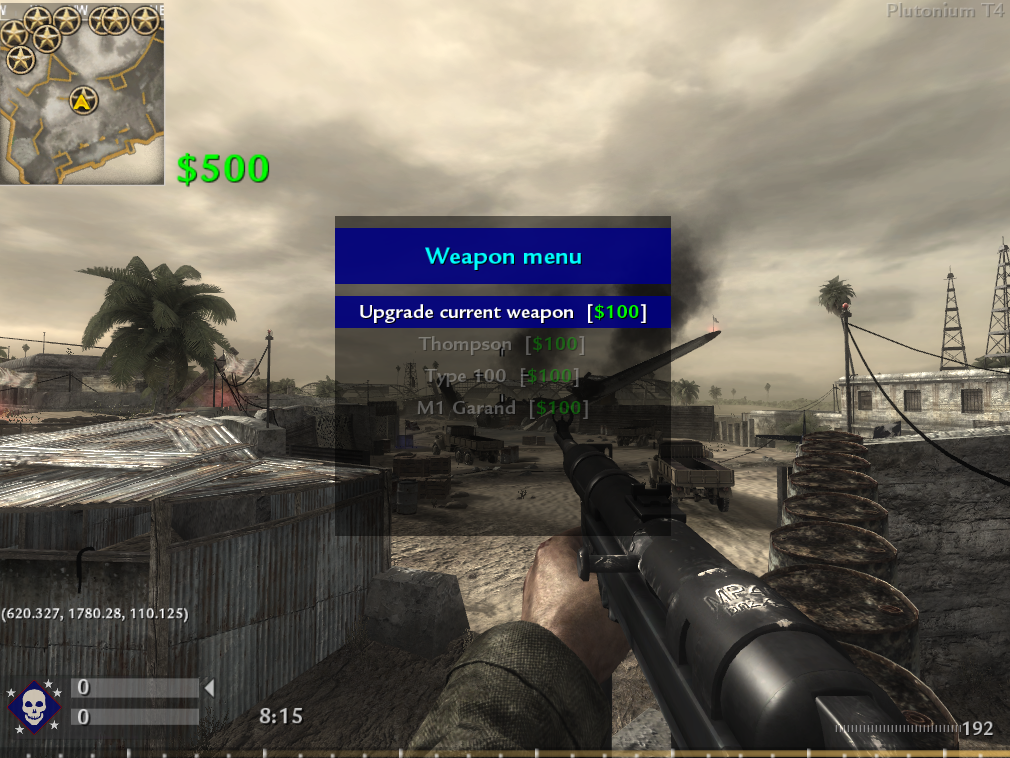 W
W
E
Plutonium T4
$500
Weapon menu
Upgrade current weapon [$100]
Thompson [$100]
Type 100 [$100]
M1 Garand [$100]
(620.327, 1780.28, 110.125)
0
0
8:15
192